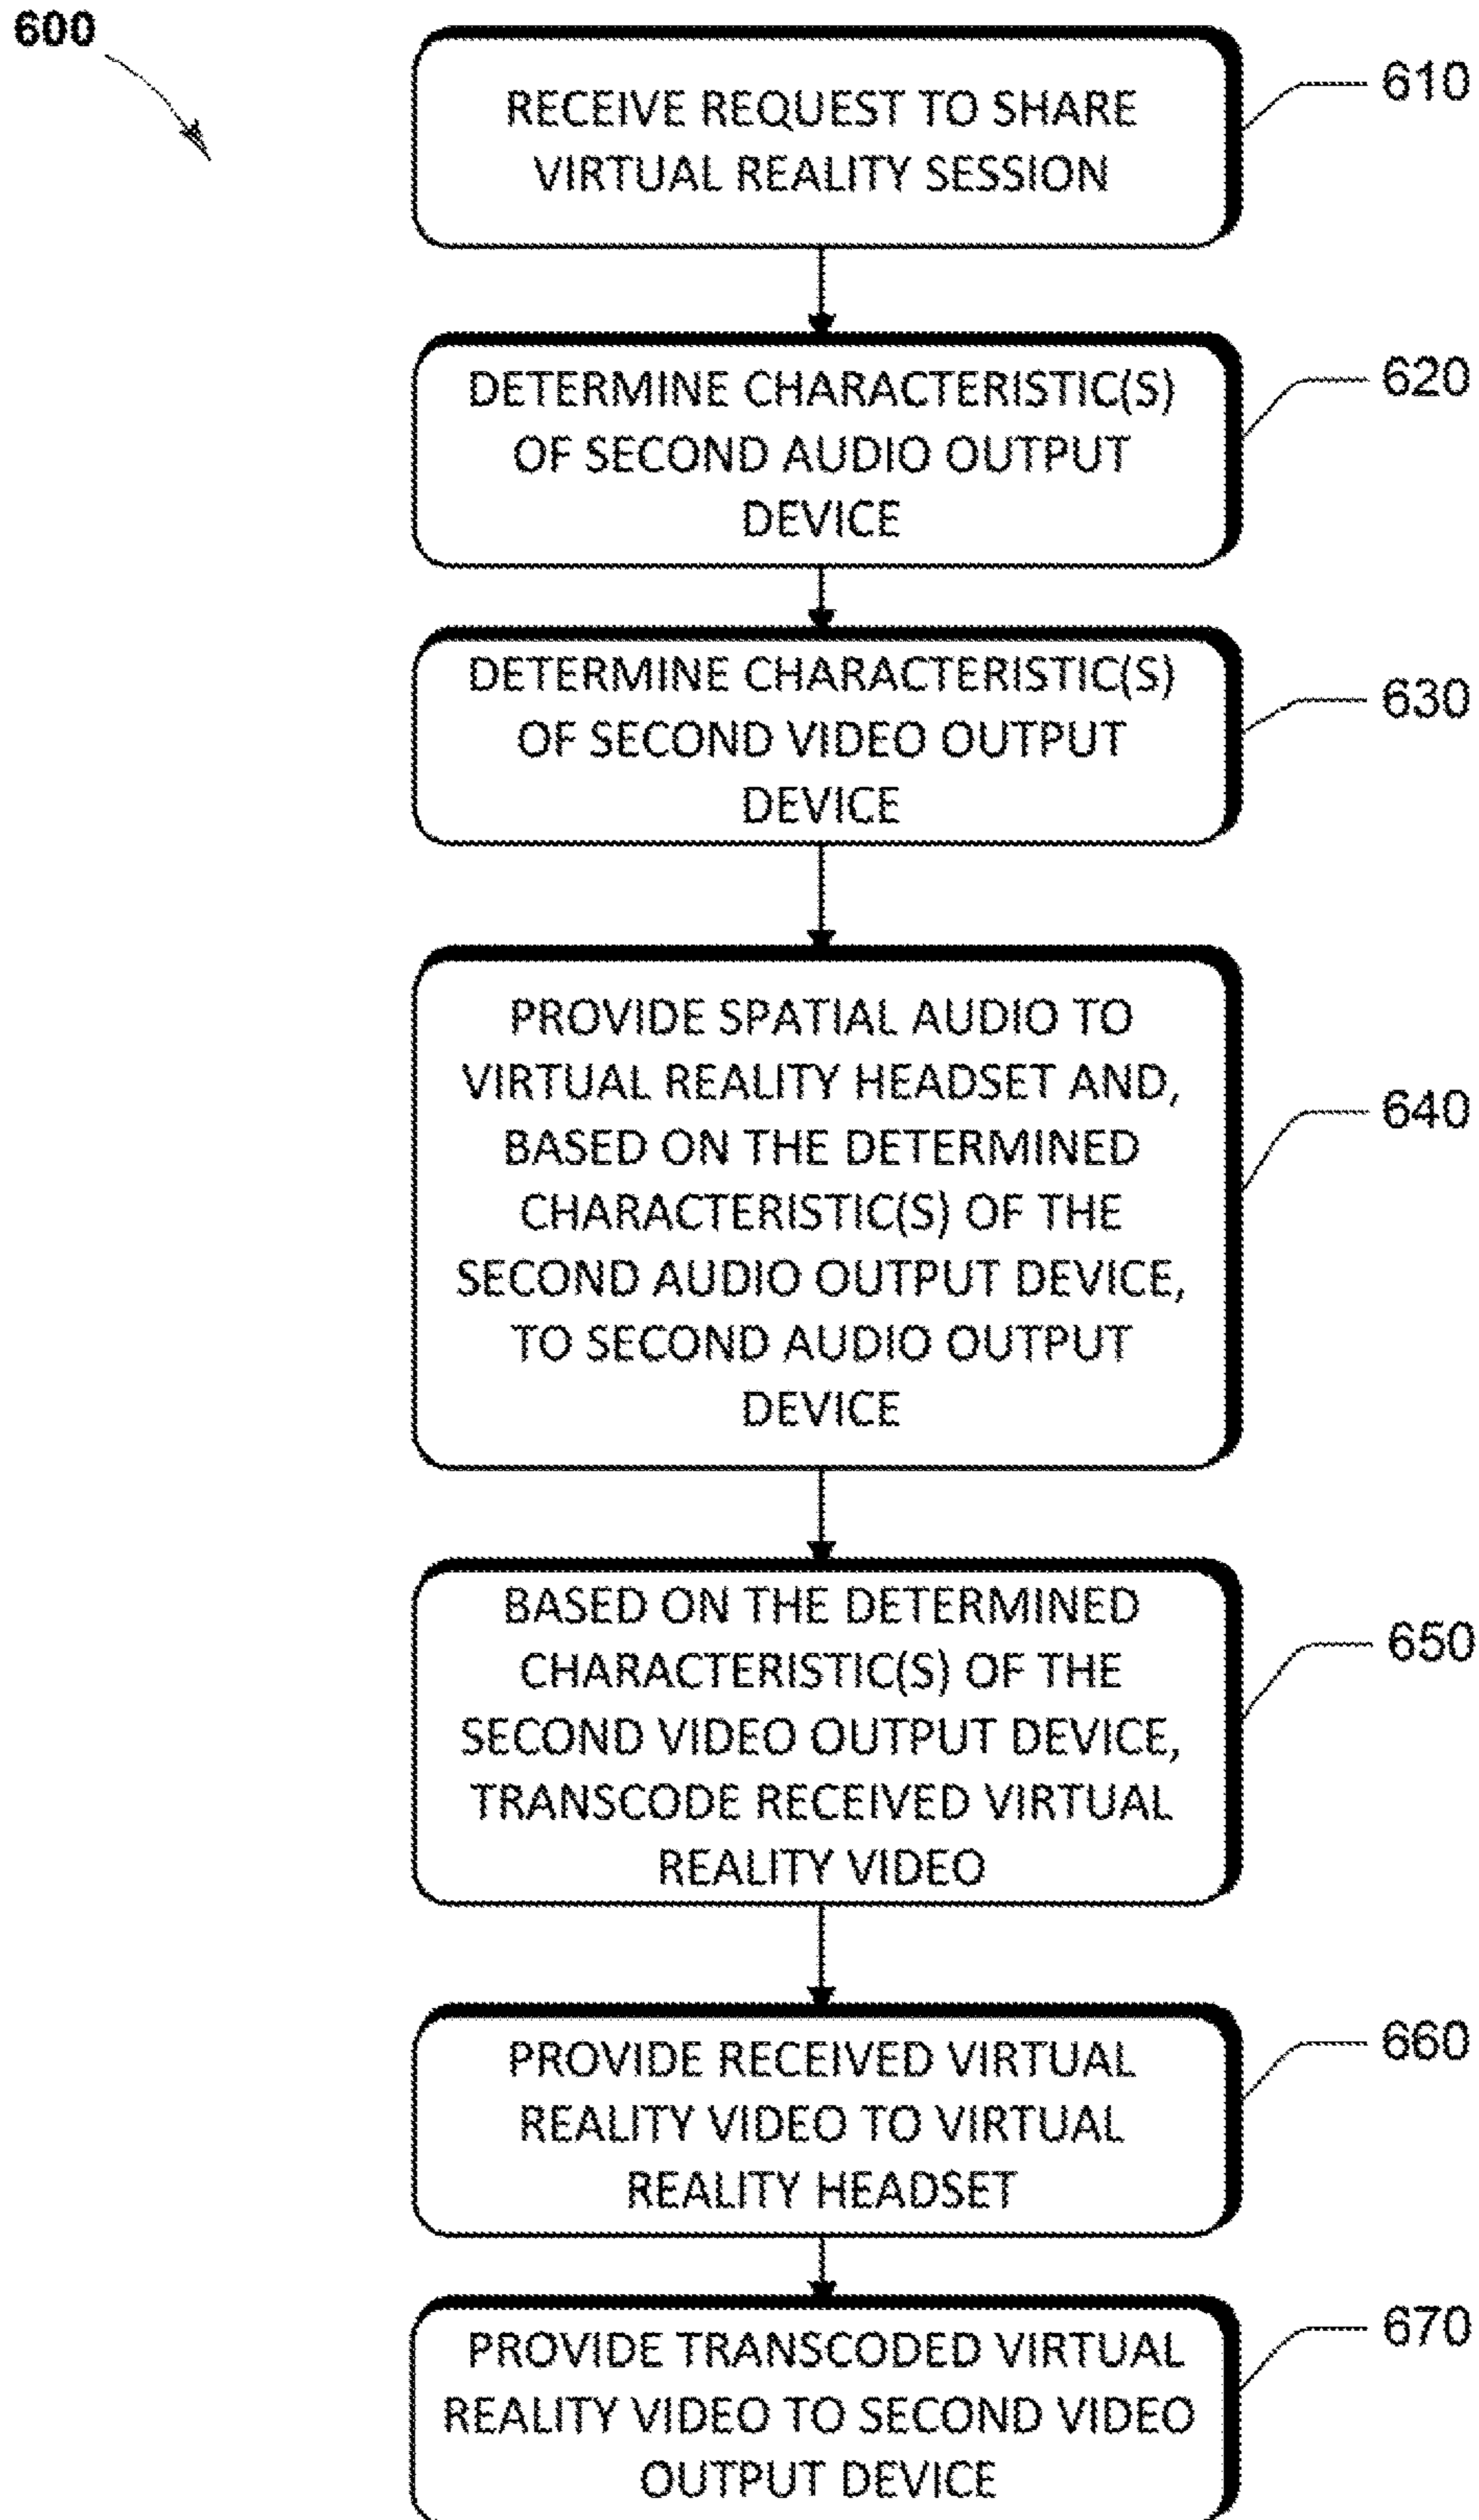 600
RECEIVE REQUEST TO SHARE
VIRTUAL REALITY SESSION
610
DETERMINE CHARACTERISTIC(S)
OF SECOND AUDIO OUTPUT
DEVICE
620
DETERMINE CHARACTERISTIC(S)
OF SECOND VIDEO OUTPUT
DEVICE
630
PROVIDE SPATIAL AUDIO TO
VIRTUAL REALITY HEADSET AND,
BASED ON THE DETERMINED
CHARACTERISTIC(S) OF THE
SECOND AUDIO OUTPUT DEVICE,
TO SECOND AUDIO OUTPUT
DEVICE
640
BASED ON THE DETERMINED
CHARACTERISTIC(S) OF THE
SECOND VIDEO OUTPUT DEVICE,
TRANSCODE RECEIVED VIRTUAL
REALITY VIDEO
650
PROVIDE RECEIVED VIRTUAL
REALITY VIDEO TO VIRTUAL
REALITY HEADSET
660
PROVIDE TRANSCODED VIRTUAL
REALITY VIDEO TO SECOND VIDEO
OUTPUT DEVICE
670